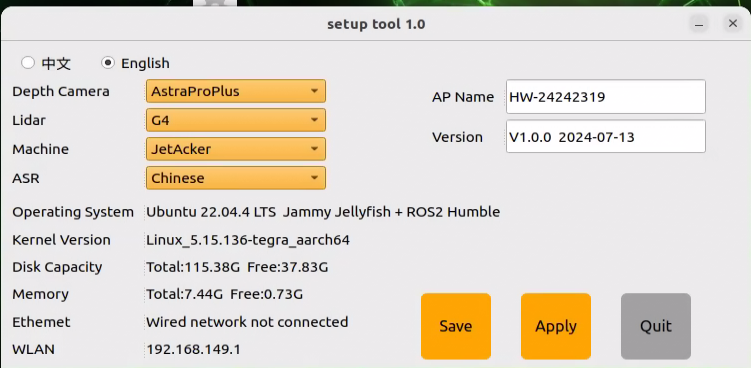 setup tool 1.0
中文 English
Depth Camera AstraProPlus
AP Name HW-24242319
Lidar G4
Version V1.0.0 2024-07-13
Machine JetAcker
ASR Chinese
Operating System Ubuntu 22.04.4 LTS Jammy Jellyfish + ROS2 Humble
Kernel Version Linux_5.15.136-tegra_aarch64
Disk Capacity Total:115.38G Free:37.83G
Memory Total:7.44G Free:0.73G
Ethemet Wired network not connected
WLAN 192.168.149.1
Save Apply Quit